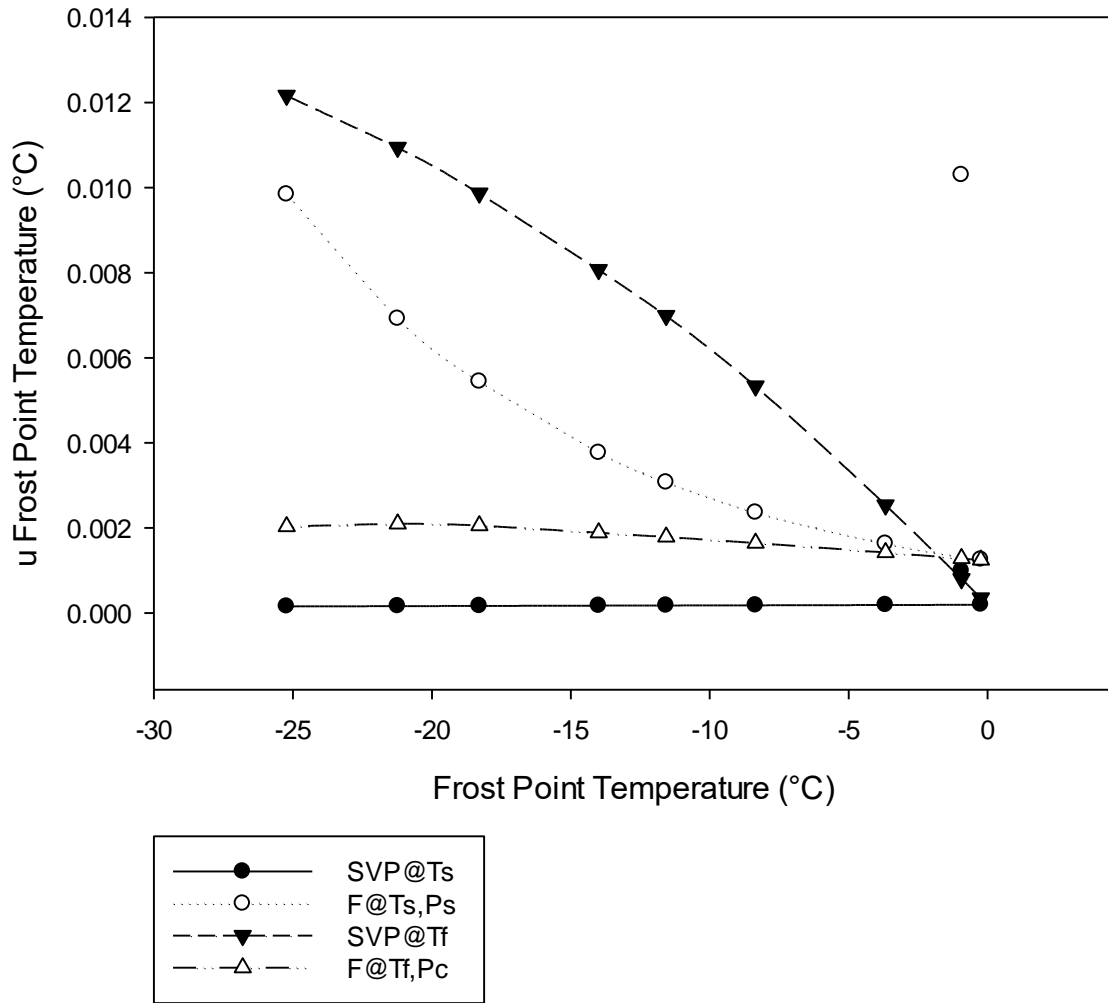 0.014
0.012
0.010
0.008
0.006
0.004
0.002
0.000
u Frost Point Temperature (°C)
-30 -25 -20 -15 -10 -5 0
Frost Point Temperature (°C)
SVP@Ts
F@Ts,Ps
SVP@Tf
F@Tf,Pc